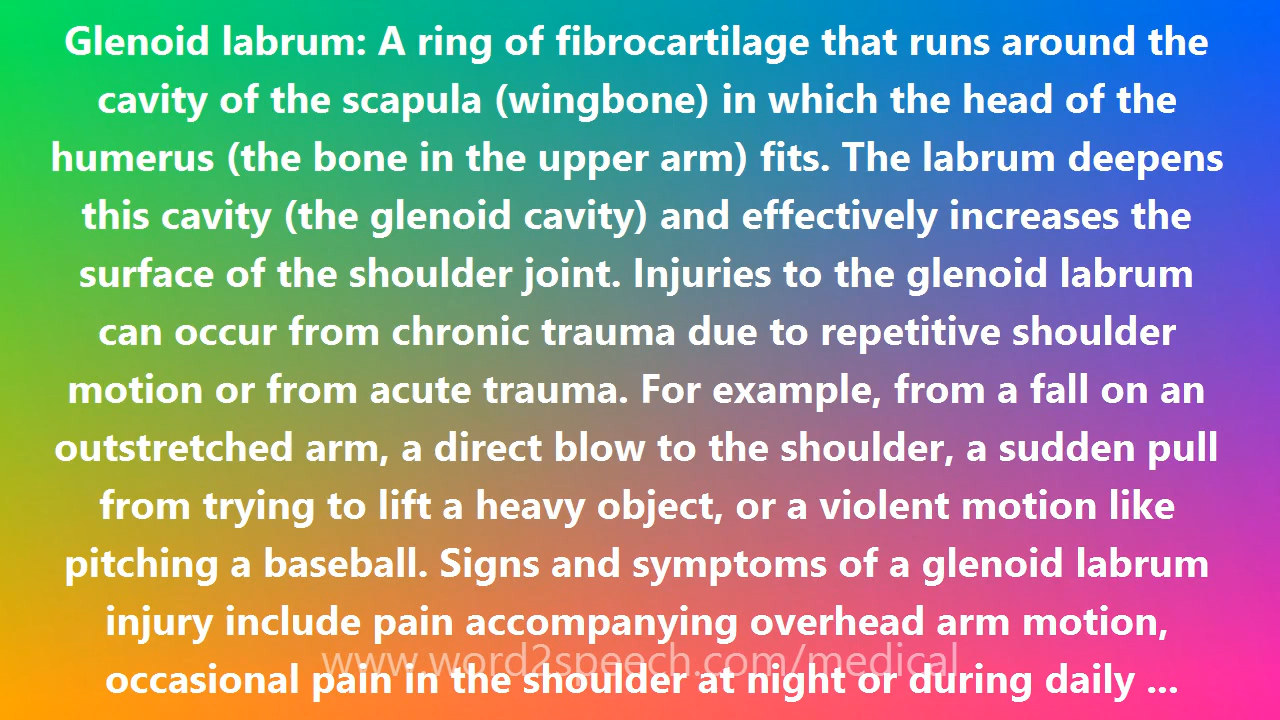 Glenoid labrum: A ring of fibrocartilage that runs around the
cavity of the scapula (wingbone) in which the head of the
humerus (the bone in the upper arm) fits. The labrum deepens
this cavity (the glenoid cavity) and effectively increases the
surface of the shoulder joint. Injuries to the glenoid labrum
can occur from chronic trauma due to repetitive shoulder
motion or from acute trauma. For example, from a fall on an
outstretched arm, a direct blow to the shoulder, a sudden pull
from trying to lift a heavy object, or a violent motion like
pitching a baseball. Signs and symptoms of a glenoid labrum
injury include pain accompanying overhead arm motion,
www.word2speech.com/medical
occasional pain in the shoulder at night or during daily ...